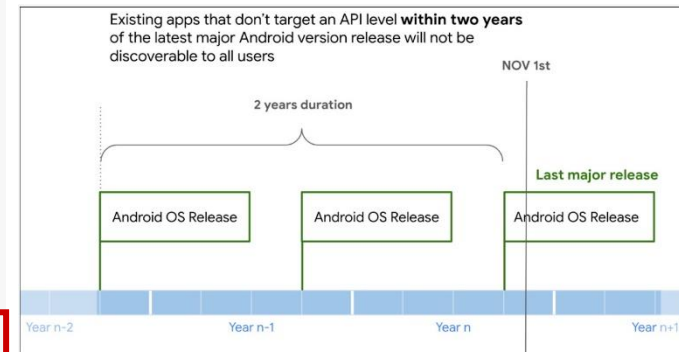 Existing apps that don't target an API level within two years
of the latest major Android version release will not be
discoverable to all users
NOV 1st
2 years duration
Last major release
Android OS Release
Android OS Release
Android OS Release
Year n-2
Year n-1
Year n
Year n+1